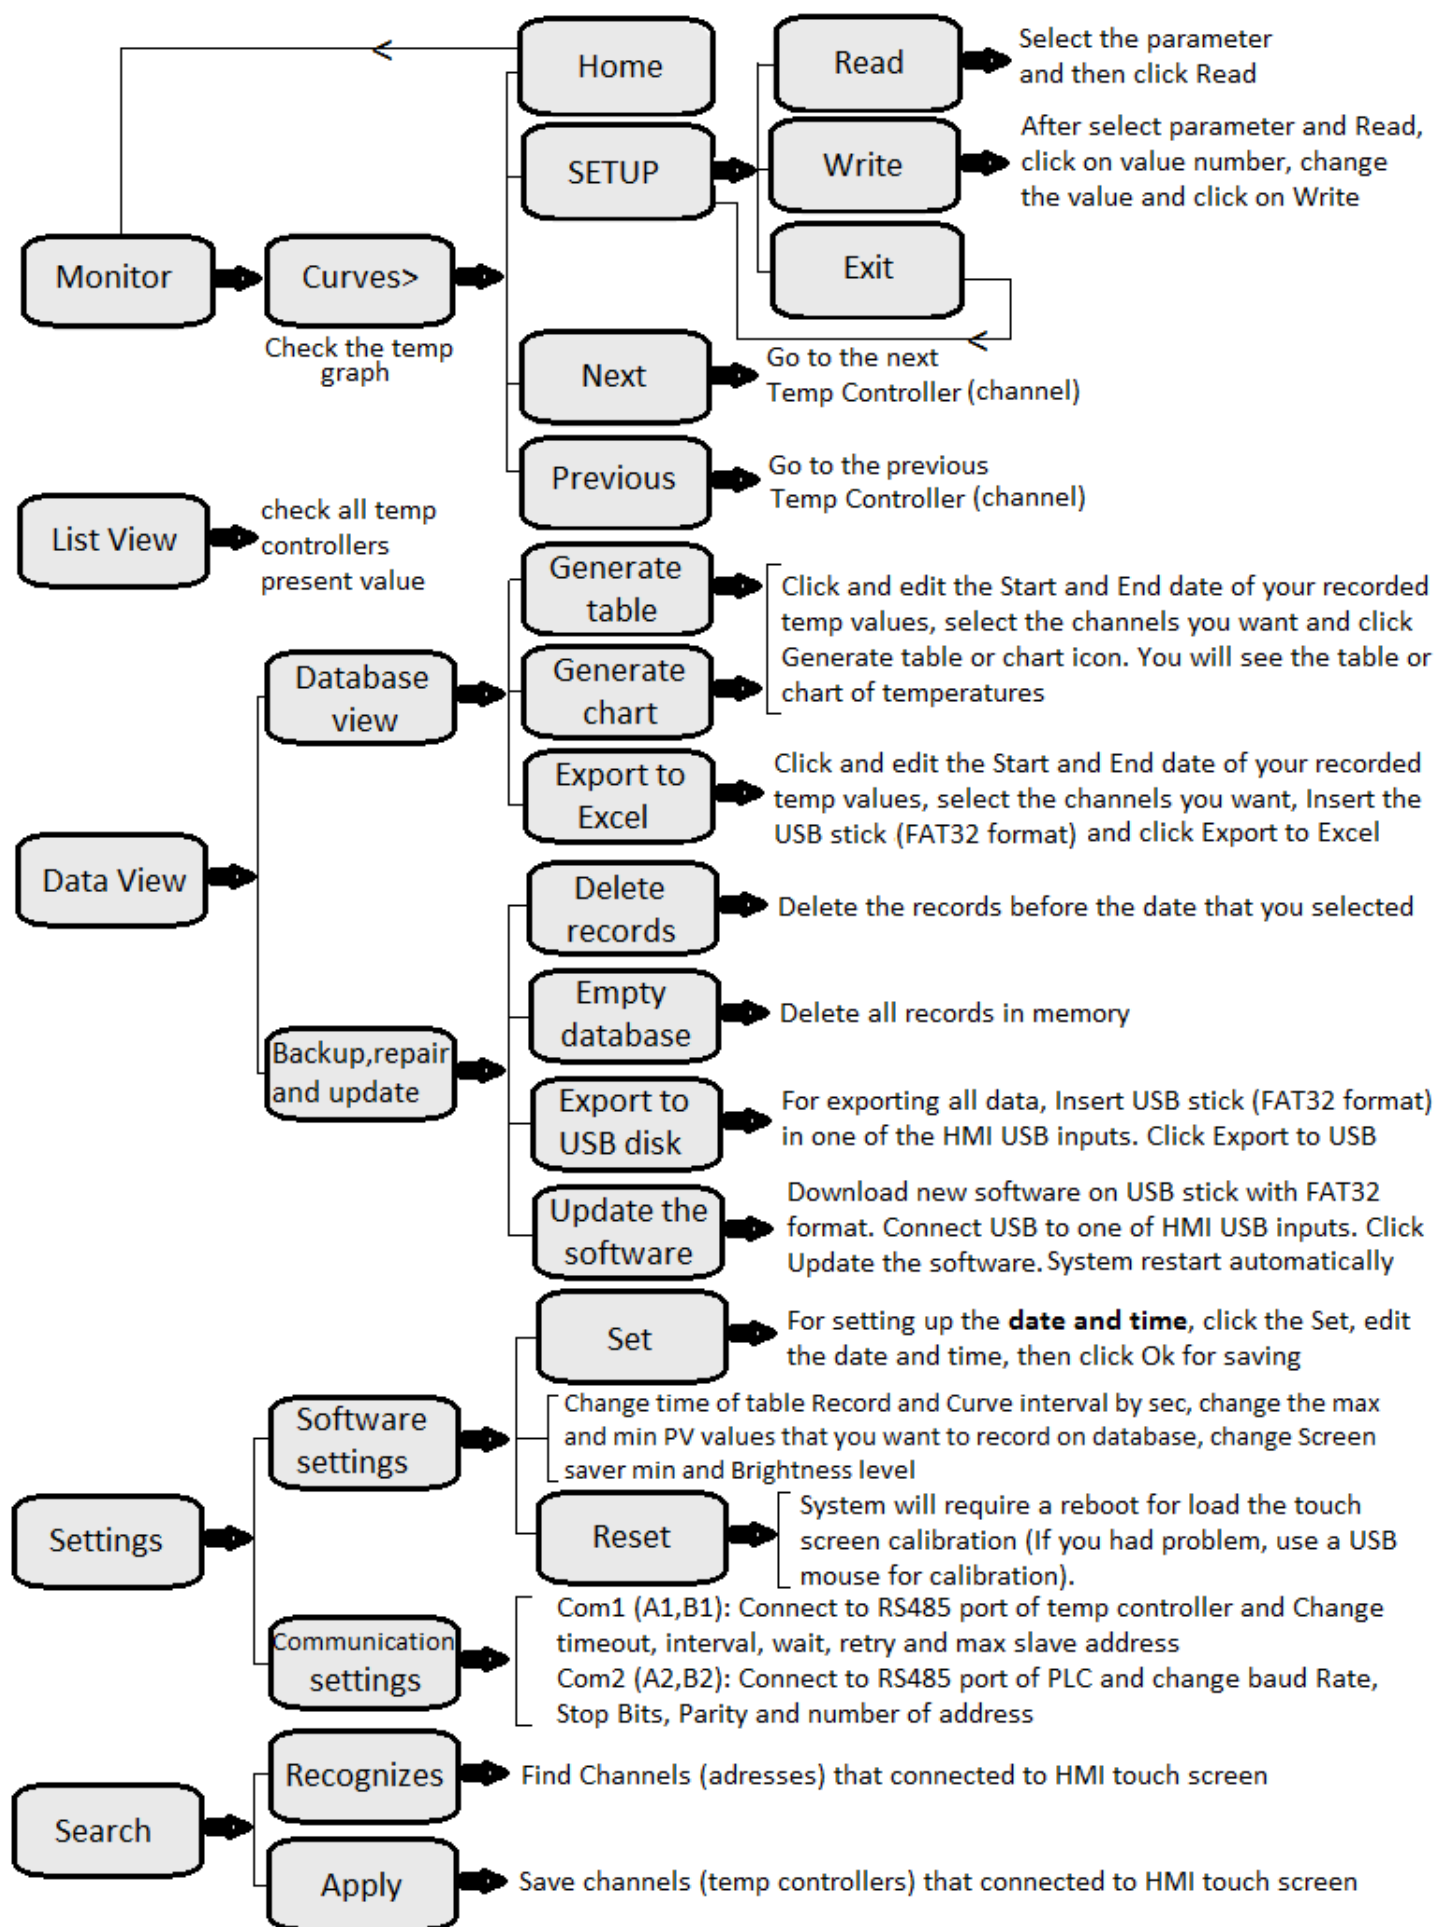 Home
Read
Select the parameter
and then click Read
SETUP
Write
After select parameter and Read,
click on value number, change
the value and click on Write
Exit
Monitor
Curves>
Check the temp
graph
Next
Go to the next
Temp Controller (channel)
Previous
Go to the previous
Temp Controller (channel)
List View
check all temp
controllers
present value
Generate
table
Generate
chart
Click and edit the Start and End date of your recorded
temp values, select the channels you want and click
Generate table or chart icon. You will see the table or
chart of temperatures
Database
view
Export to
Excel
Click and edit the Start and End date of your recorded
temp values, select the channels you want, Insert the
USB stick (FAT32 format) and click Export to Excel
Data View
Delete
records
Delete the records before the date that you selected
Empty
database
Delete all records in memory
Backup,repair
and update
Export to
USB disk
For exporting all data, Insert USB stick (FAT32 format)
in one of the HMI USB inputs. Click Export to USB
Update the
software
Download new software on USB stick with FAT32
format. Connect USB to one of HMI USB inputs. Click
Update the software. System restart automatically
Set
For setting up the date and time, click the Set, edit
the date and time, then click Ok for saving
Software
settings
Change time of table Record and Curve interval by sec, change the max
and min PV values that you want to record on database, change Screen
saver min and Brightness level
Settings
Reset
System will require a reboot for load the touch
screen calibration (If you had problem, use a USB
mouse for calibration).
Communication
settings
Com1 (A1,B1): Connect to RS485 port of temp controller and Change
timeout, interval, wait, retry and max slave address
Com2 (A2,B2): Connect to RS485 port of PLC and change baud Rate,
Stop Bits, Parity and number of address
Search
Recognizes
Find Channels (adresses) that connected to HMI touch screen
Apply
Save channels (temp controllers) that connected to HMI touch screen